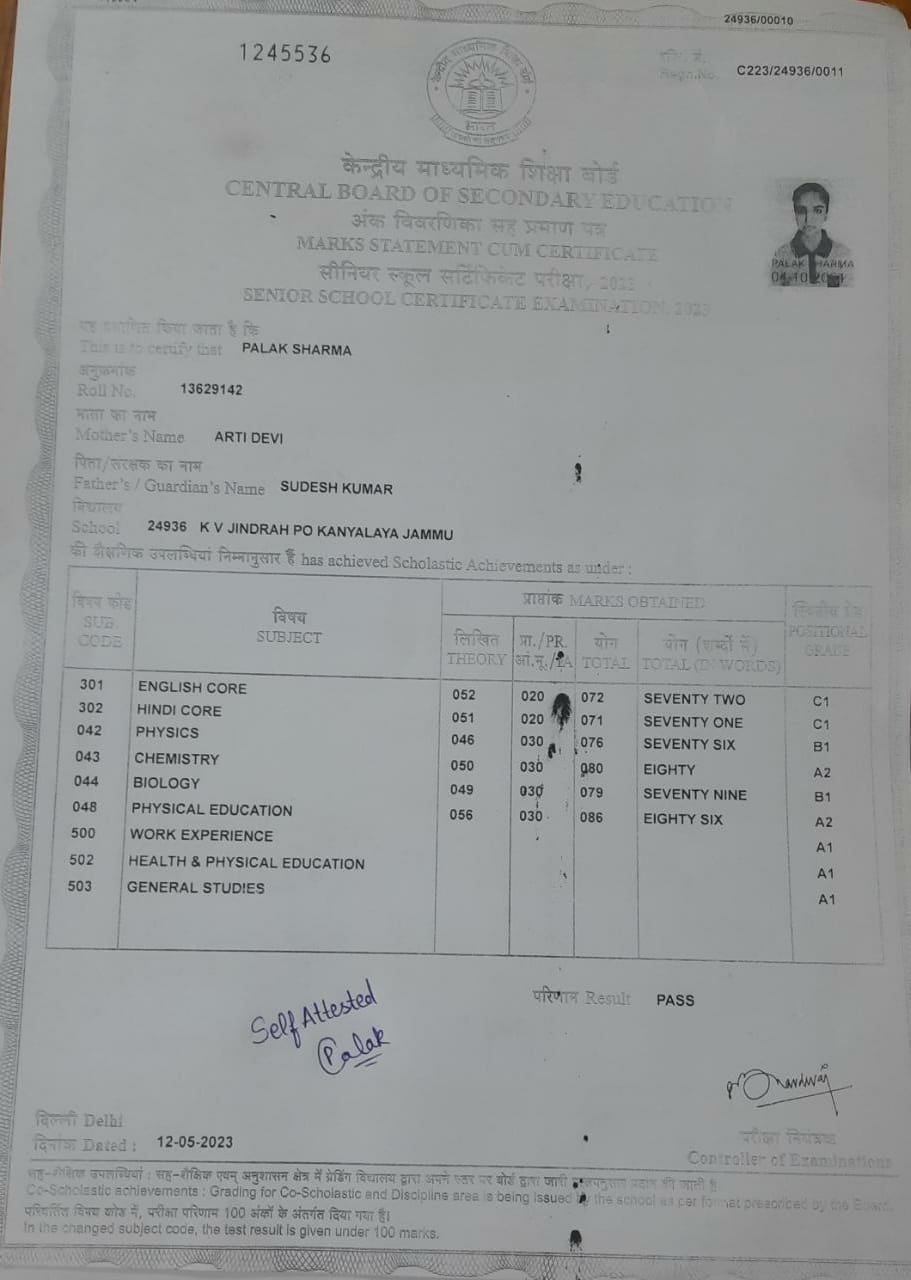 24936/00010
1245536
Regn.No. C223/24936/0011
भारत
केन्द्रीय माध्यमिक शिक्षा बोर्ड
CENTRAL BOARD OF SECONDARY EDUCATION
अंक विवरणिका सह प्रमाण पत्र
MARKS STATEMENT CUM CERTIFICATE
सीनियर स्कूल सर्टिफिकेट परीक्षा, 2023
SENIOR SCHOOL CERTIFICATE EXAMINATION, 2023
PALAK SHARMA
यह प्रमाणित किया जाता है कि
This is to certify that PALAK SHARMA
अनुक्रमांक
Roll No. 13629142
माता का नाम
Mother's Name ARTI DEVI
पिता/संरक्षक का नाम
Father's / Guardian's Name SUDESH KUMAR
विद्यालय
School 24936 K V JINDRAH PO KANYALAYA JAMMU
की शैक्षणिक उपलब्धियां निम्नानुसार हैं has achieved Scholastic Achievements as under :
विषय कोड SUB. CODE
विषय SUBJECT
प्राप्तांक MARKS OBTAINED
लिखित THEORY
प्रा./PR. आं.मू./IA
योग TOTAL
योग (शब्दों में) TOTAL (IN WORDS)
POSITIONAL GRADE
301 ENGLISH CORE 052 020 072 SEVENTY TWO C1
302 HINDI CORE 051 020 071 SEVENTY ONE C1
042 PHYSICS 046 030 076 SEVENTY SIX B1
043 CHEMISTRY 050 030 080 EIGHTY A2
044 BIOLOGY 049 030 079 SEVENTY NINE B1
048 PHYSICAL EDUCATION 056 030 086 EIGHTY SIX A2
500 WORK EXPERIENCE A1
502 HEALTH & PHYSICAL EDUCATION A1
503 GENERAL STUDIES A1
परिणाम Result PASS
Self Attested
Palak
दिल्ली Delhi
दिनांक Dated : 12-05-2023
परीक्षा नियंत्रक
Controller of Examinations
सह-शैक्षिक उपलब्धियां : सह-शैक्षिक एवम् अनुशासन क्षेत्र में ग्रेडिंग विद्यालय द्वारा अपने स्तर पर बोर्ड द्वारा जारी प्रदान की जाती है
Co-Scholastic achievements : Grading for Co-Scholastic and Discipline area is being issued by the school as per format prescribed by the Board.
परिवर्तित विषय कोड में, परीक्षा परिणाम 100 अंकों के अंतर्गत दिया गया है।
In the changed subject code, the test result is given under 100 marks.